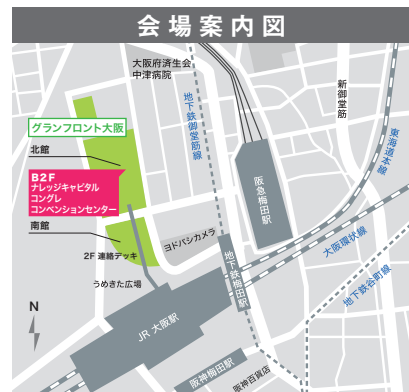 会場案内図
大阪府済生会
中津病院
新御堂筋
地下鉄御堂筋線
東海道本線
グランフロント大阪
北館
B2F
ナレッジキャピタル
コングレ
コンベンションセンター
南館
阪急梅田駅
ヨドバシカメラ
地下鉄梅田駅
大阪環状線
2F 連絡デッキ
うめきた広場
地下鉄谷町線
N
JR 大阪駅
阪神梅田駅
阪神百貨店